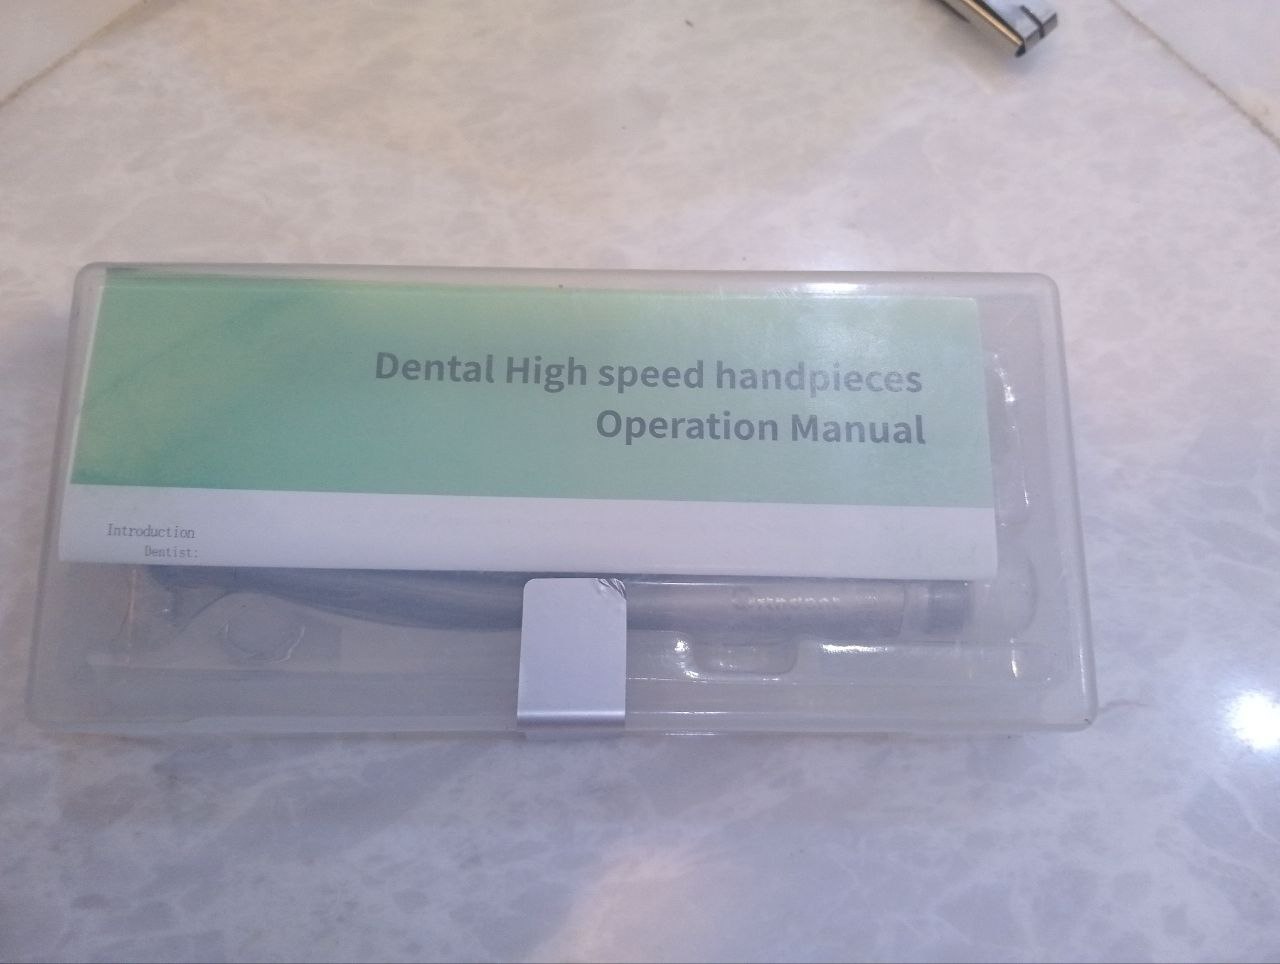 Dental High speed handpieces
Operation Manual
Introduction
Dentist: